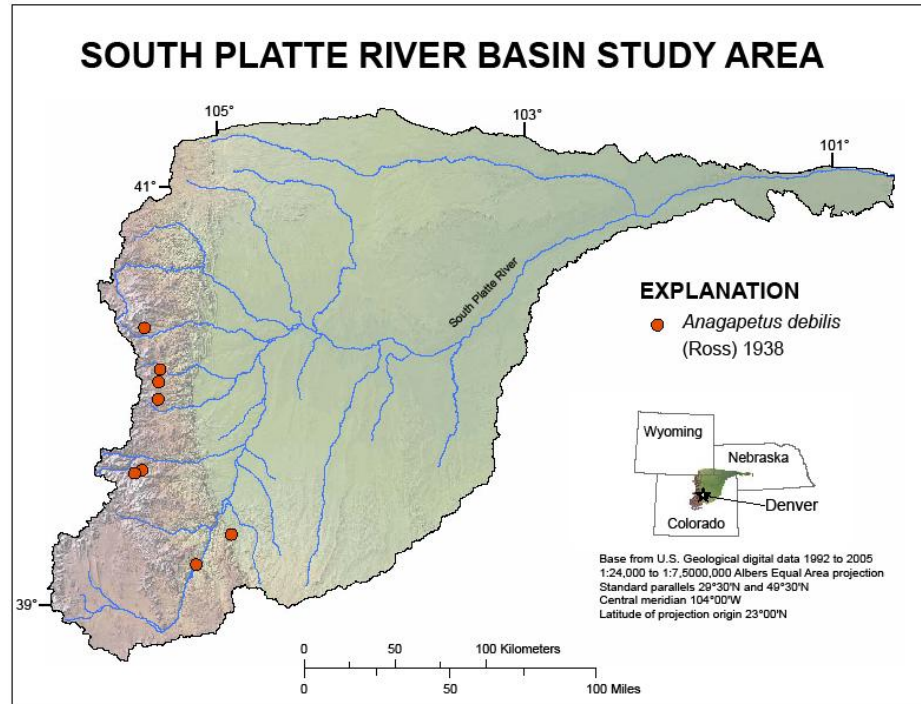 SOUTH PLATTE RIVER BASIN STUDY AREA
105°
103°
101°
41°
South Platte River
EXPLANATION
Anagapetus debilis
(Ross) 1938
Wyoming
Nebraska
Denver
Colorado
Base from U.S. Geological digital data 1992 to 2005
1:24,000 to 1:7,5000,000 Albers Equal Area projection
Standard parallels 29°30'N and 49°30'N
Central meridian 104°00'W
Latitude of projection origin 23°00'N
39°
0 50 100 Kilometers
0 50 100 Miles